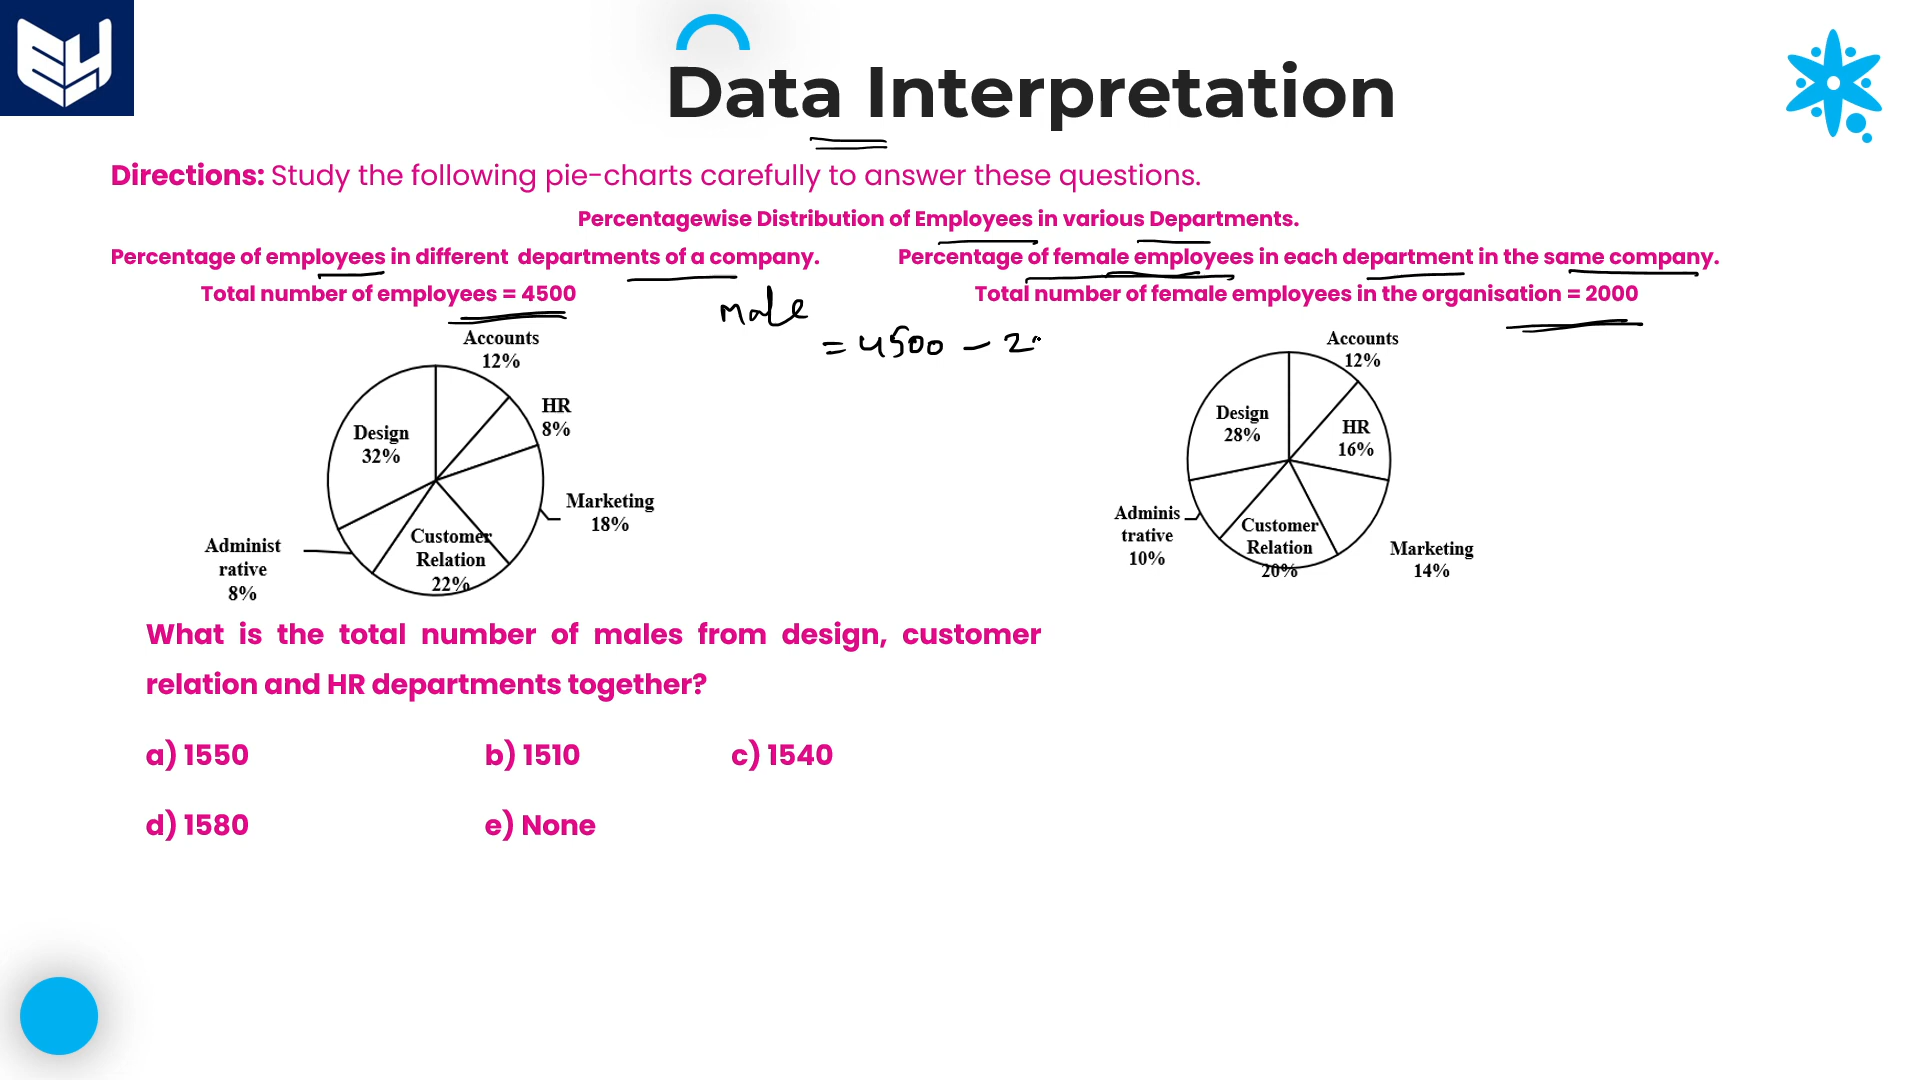 Data Interpretation
Directions: Study the following pie-charts carefully to answer these questions.
Percentagewise Distribution of Employees in various Departments.
Percentage of employees in different departments of a company.
Total number of employees = 4500
Percentage of female employees in each department in the same company.
Total number of female employees in the organisation = 2000
Male
= 4500 - 2
Accounts
12%
HR
8%
Design
32%
Marketing
18%
Customer
Relation
22%
Administ
rative
8%
Accounts
12%
Design
28%
HR
16%
Adminis
trative
10%
Customer
Relation
20%
Marketing
14%
What is the total number of males from design, customer
relation and HR departments together?
a) 1550 b) 1510 c) 1540
d) 1580 e) None